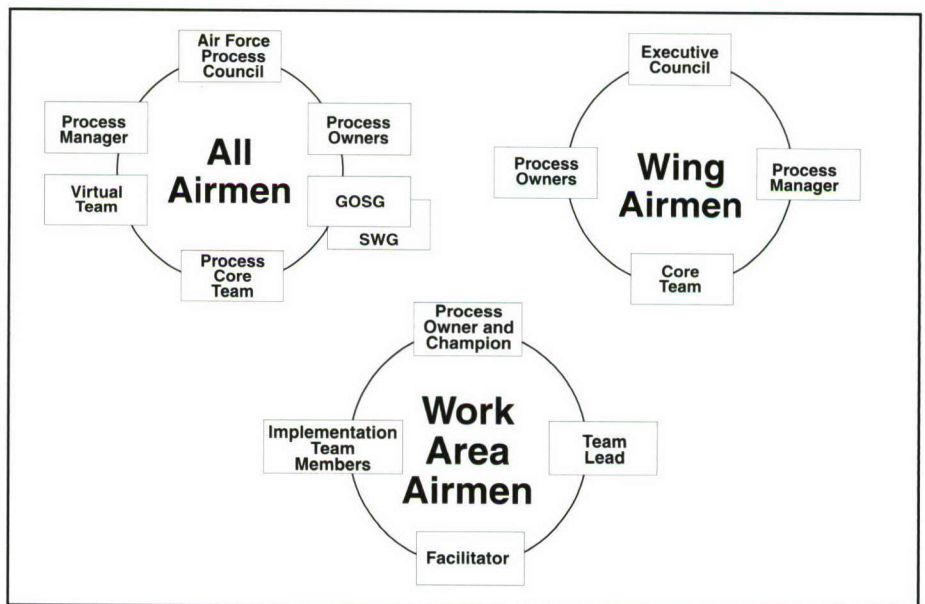 Air Force
Process
Council
Process
Manager
Process
Owners
All
Airmen
Virtual
Team
GOSG
SWG
Process
Core
Team
Executive
Council
Process
Owners
Wing
Airmen
Process
Manager
Core
Team
Process
Owner and
Champion
Implementation
Team
Members
Work
Area
Airmen
Team
Lead
Facilitator